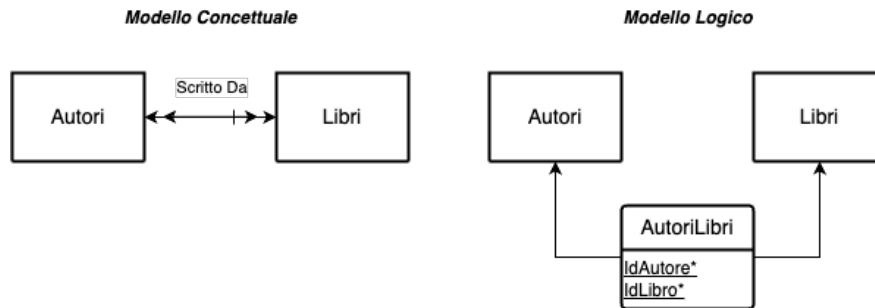 Modello Concettuale
Autori
Scritto Da
Libri
Modello Logico
Autori
Libri
AutoriLibri
IdAutore*
IdLibro*